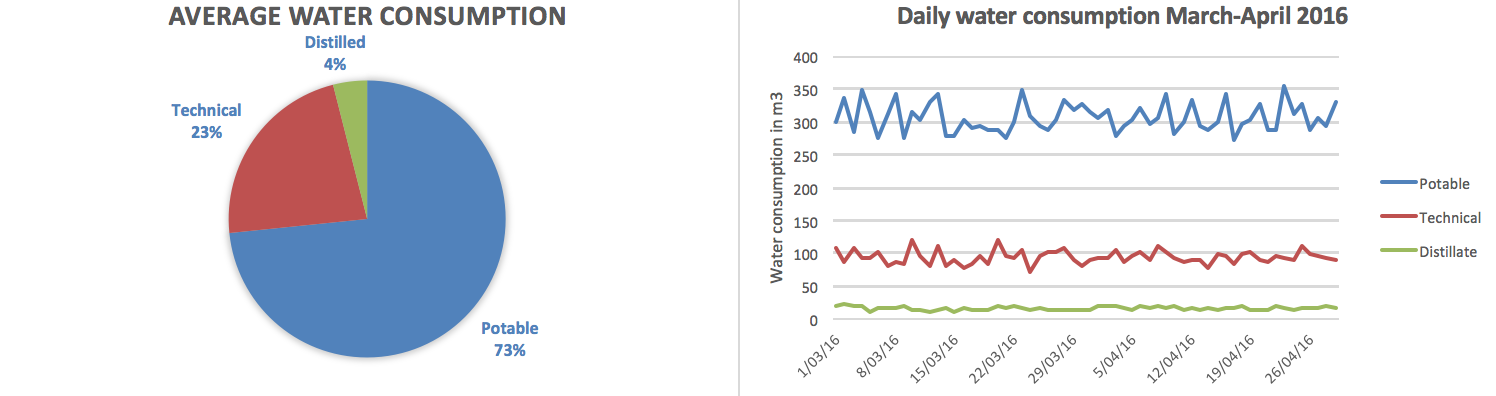 AVERAGE WATER CONSUMPTION
Distilled
4%
Technical
23%
Potable
73%
Daily water consumption March-April 2016
Water consumption in m3
400
350
300
250
200
150
100
50
0
1/03/16
8/03/16
15/03/16
22/03/16
29/03/16
5/04/16
12/04/16
19/04/16
26/04/16
Potable
Technical
Distillate